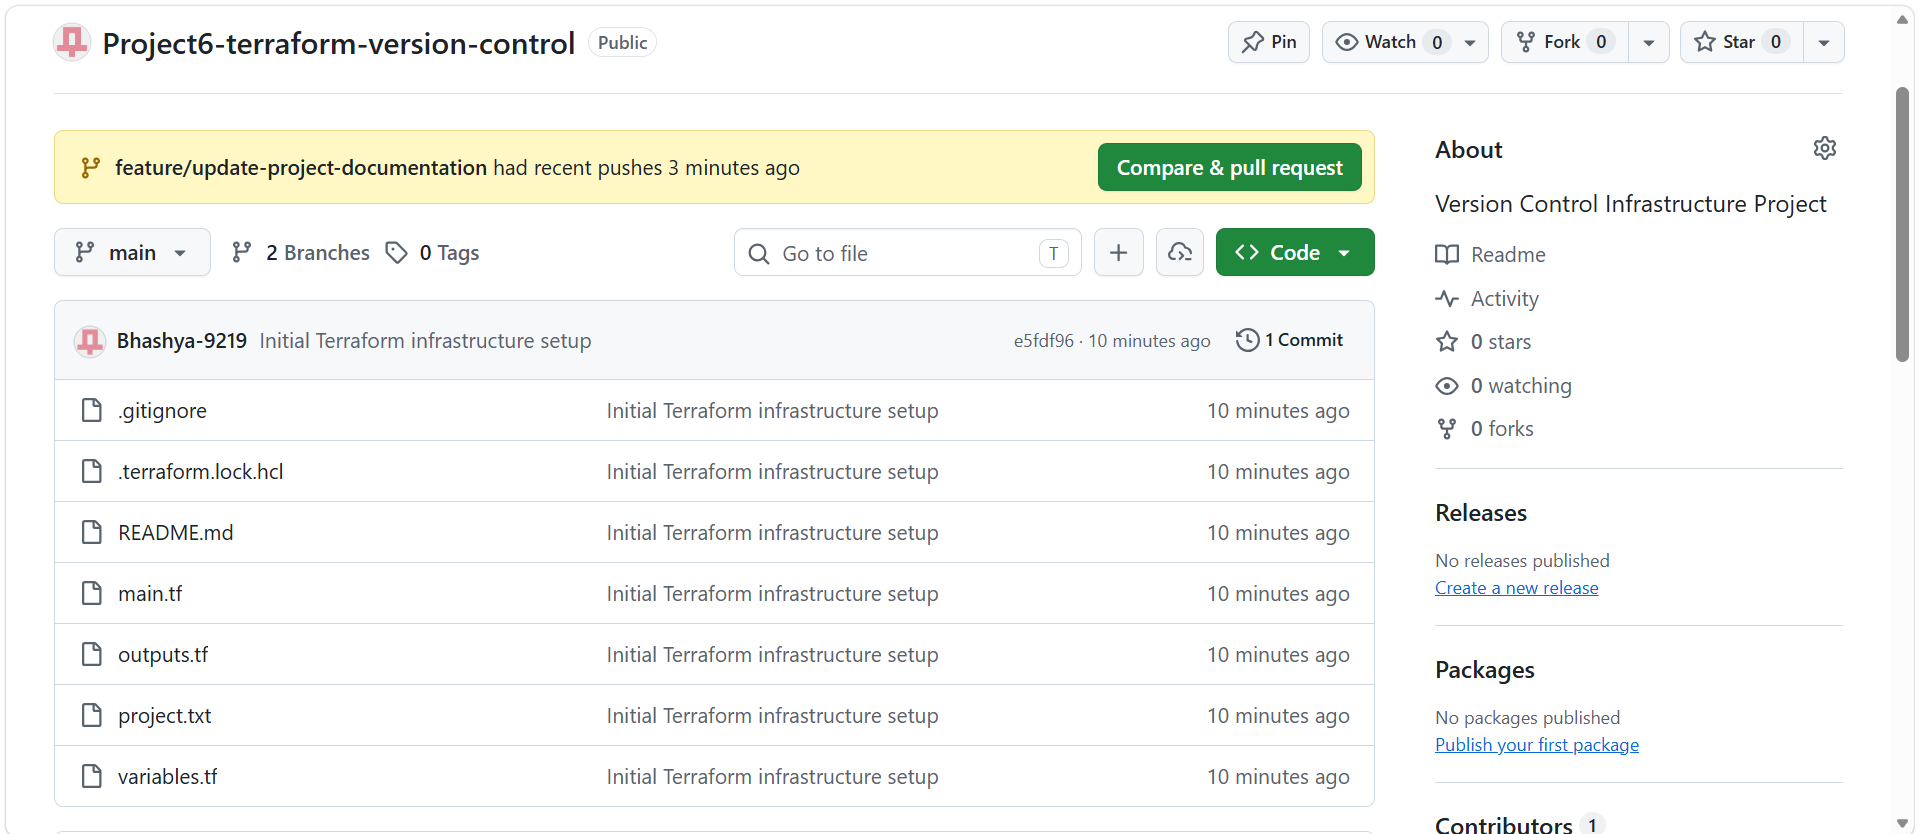 Project6-terraform-version-control Public Pin Watch 0 Fork 0 Star 0
feature/update-project-documentation had recent pushes 3 minutes ago Compare & pull request
main 2 Branches 0 Tags Go to file T + Code
Bhashya-9219 Initial Terraform infrastructure setup e5fdf96 · 10 minutes ago 1 Commit
.gitignore Initial Terraform infrastructure setup 10 minutes ago
.terraform.lock.hcl Initial Terraform infrastructure setup 10 minutes ago
README.md Initial Terraform infrastructure setup 10 minutes ago
main.tf Initial Terraform infrastructure setup 10 minutes ago
outputs.tf Initial Terraform infrastructure setup 10 minutes ago
project.txt Initial Terraform infrastructure setup 10 minutes ago
variables.tf Initial Terraform infrastructure setup 10 minutes ago
About
Version Control Infrastructure Project
Readme
Activity
0 stars
0 watching
0 forks
Releases
No releases published
Create a new release
Packages
No packages published
Publish your first package
Contributors 1